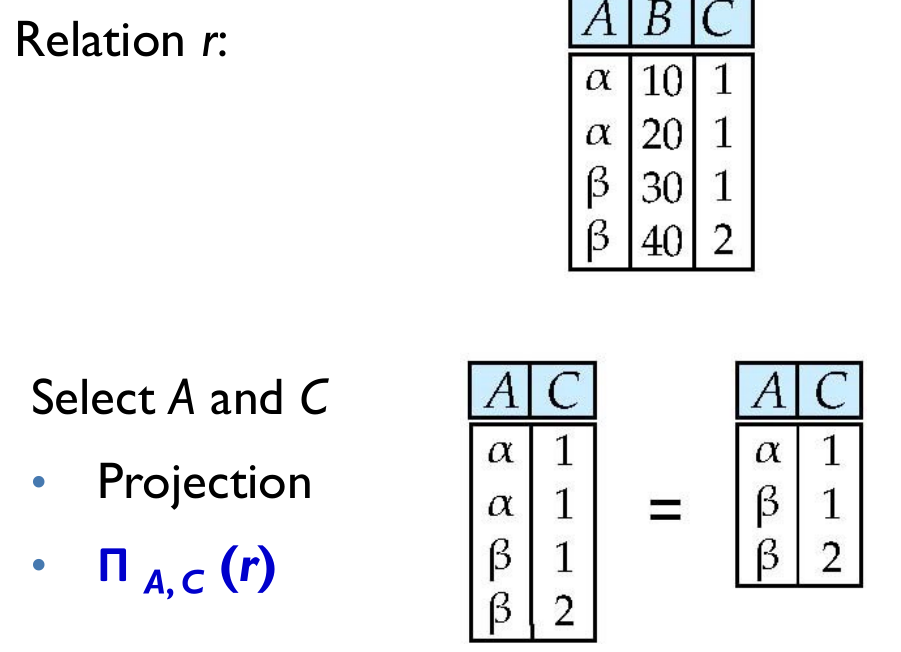 Relation r:
A B C
α 10 1
α 20 1
β 30 1
β 40 2
Select A and C
• Projection
• Π A, C (r)
A C
α 1
α 1
β 1
β 2
=
A C
α 1
β 1
β 2